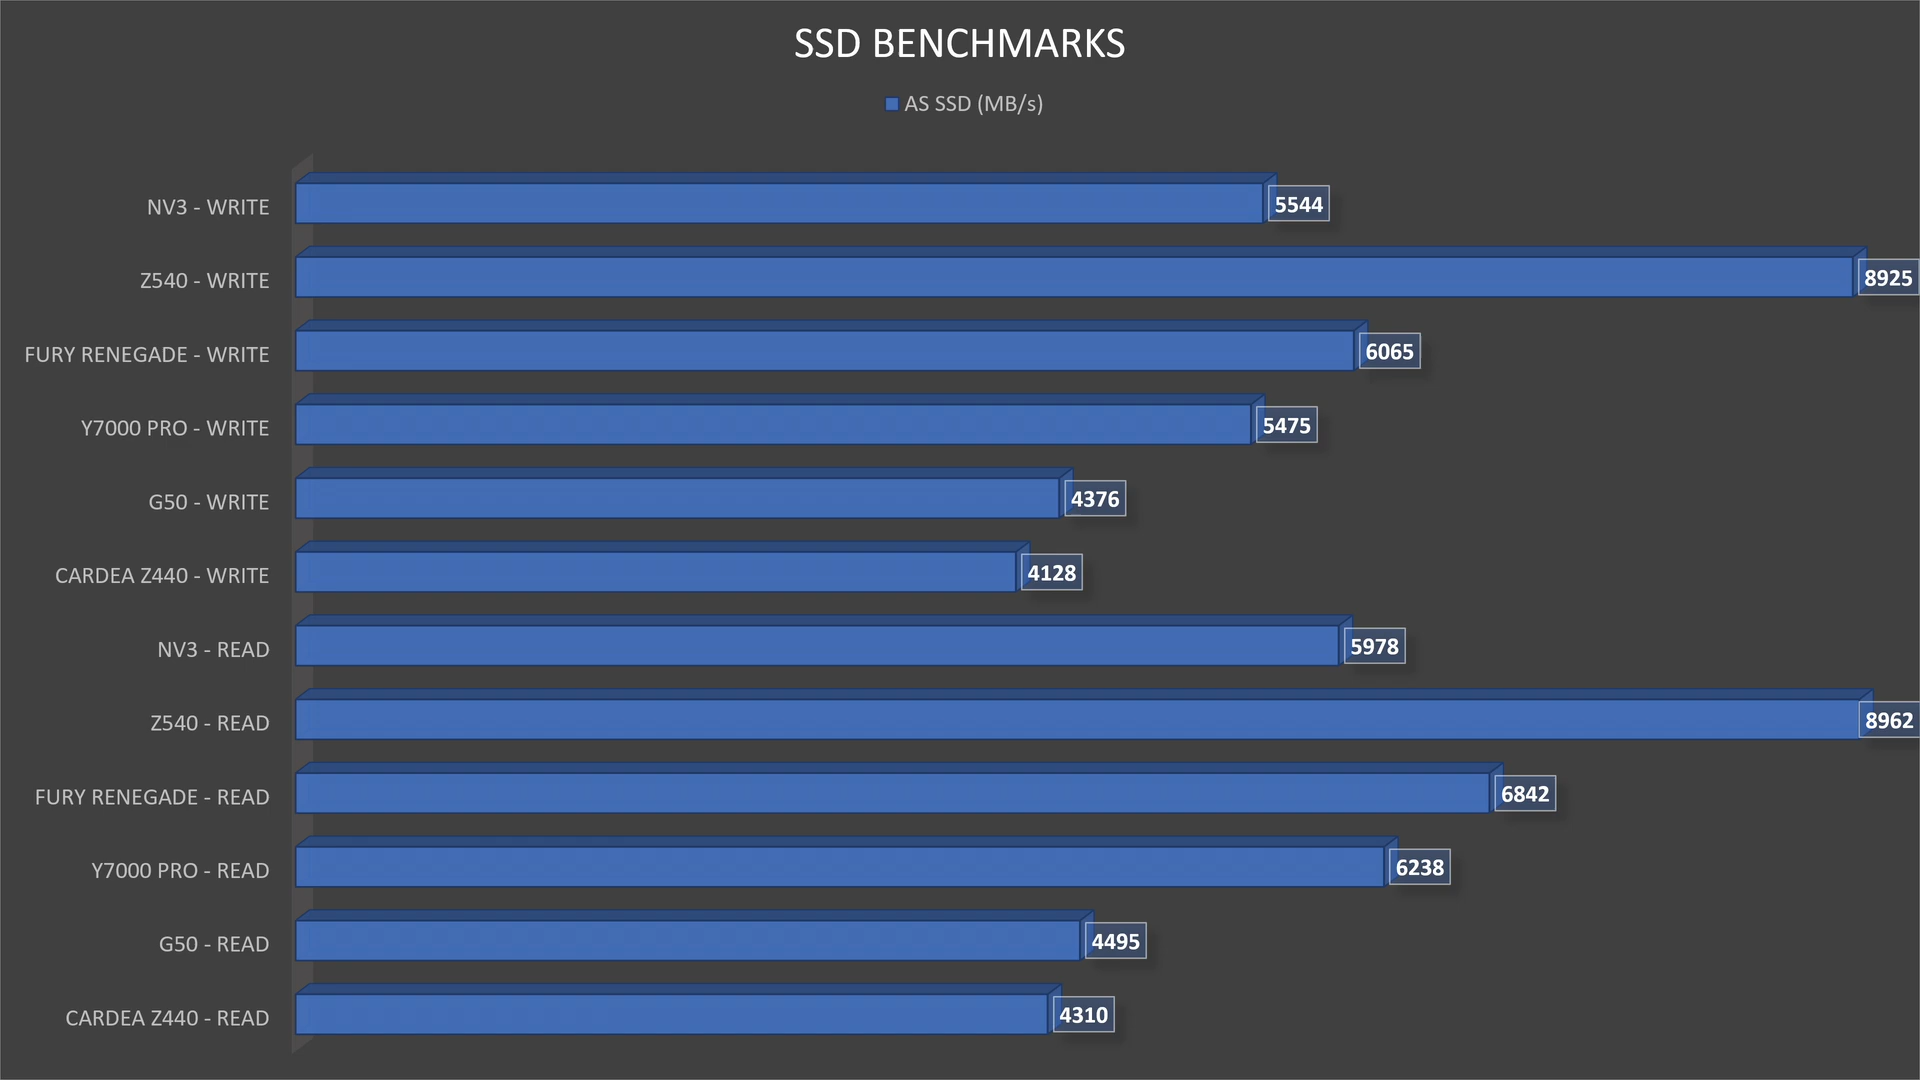 SSD BENCHMARKS
AS SSD (MB/s)
NV3 - WRITE 5544
Z540 - WRITE 8925
FURY RENEGADE - WRITE 6065
Y7000 PRO - WRITE 5475
G50 - WRITE 4376
CARDEA Z440 - WRITE 4128
NV3 - READ 5978
Z540 - READ 8962
FURY RENEGADE - READ 6842
Y7000 PRO - READ 6238
G50 - READ 4495
CARDEA Z440 - READ 4310